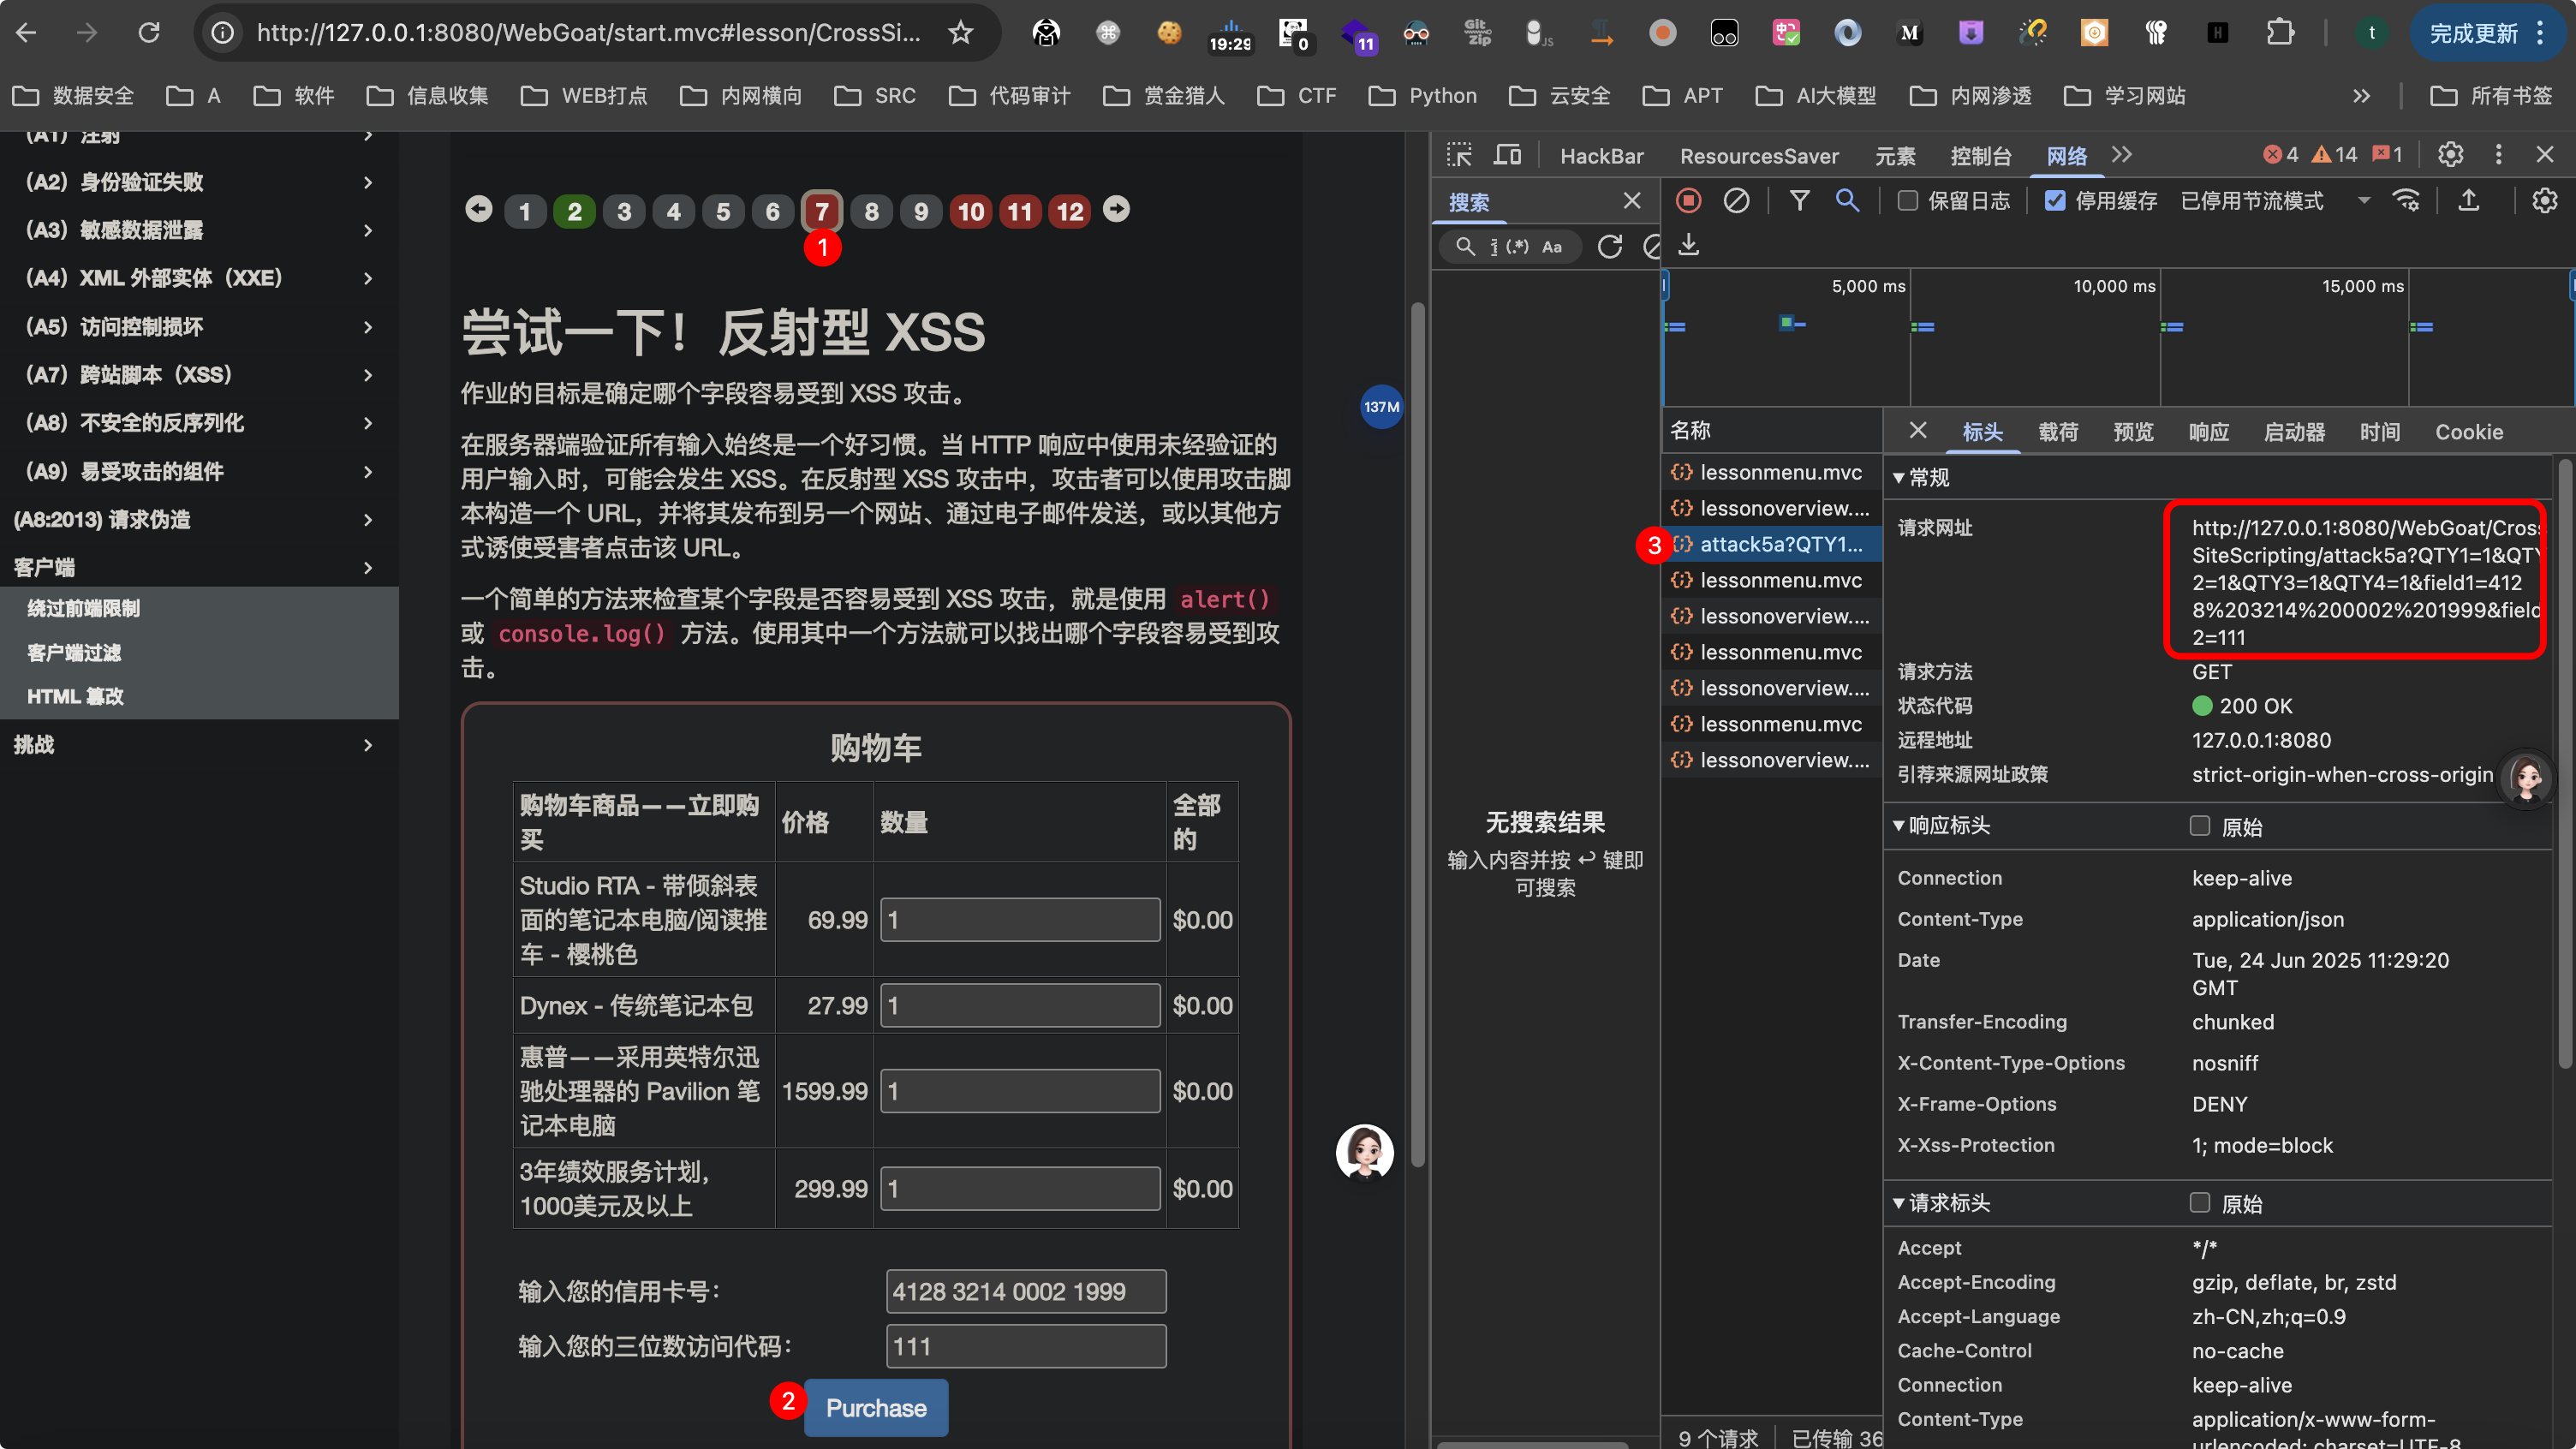 http://127.0.0.1:8080/WebGoat/start.mvc#lesson/CrossSi...
19:29
0
11
Git
zip
JS
M
H
t
完成更新
数据安全
A
软件
信息收集
WEB打点
内网横向
SRC
代码审计
赏金猎人
CTF
Python
云安全
APT
AI大模型
内网渗透
学习网站
所有书签
(A1）注射
(A2）身份验证失败
(A3）敏感数据泄露
(A4）XML 外部实体（XXE）
(A5）访问控制损坏
(A7）跨站脚本（XSS）
(A8）不安全的反序列化
(A9）易受攻击的组件
(A8:2013) 请求伪造
客户端
绕过前端限制
客户端过滤
HTML 篡改
挑战
1 2 3 4 5 6 7 8 9 10 11 12
1
尝试一下！反射型 XSS
作业的目标是确定哪个字段容易受到 XSS 攻击。
在服务器端验证所有输入始终是一个好习惯。当 HTTP 响应中使用未经验证的
用户输入时，可能会发生 XSS。在反射型 XSS 攻击中，攻击者可以使用攻击脚
本构造一个 URL，并将其发布到另一个网站、通过电子邮件发送，或以其他方
式诱使受害者点击该 URL。
一个简单的方法来检查某个字段是否容易受到 XSS 攻击，就是使用 alert()
或 console.log() 方法。使用其中一个方法就可以找出哪个字段容易受到攻
击。
137M
购物车
购物车商品——立即购
买
价格
数量
全部
的
Studio RTA - 带倾斜表
面的笔记本电脑/阅读推
车 - 樱桃色
69.99
1
$0.00
Dynex - 传统笔记本包
27.99
1
$0.00
惠普——采用英特尔迅
驰处理器的 Pavilion 笔
记本电脑
1599.99
1
$0.00
3年绩效服务计划，
1000美元及以上
299.99
1
$0.00
输入您的信用卡号：
4128 3214 0002 1999
输入您的三位数访问代码：
111
2
Purchase
HackBar
ResourcesSaver
元素
控制台
网络
4
14
1
搜索
保留日志
停用缓存
已停用节流模式
(.*)
Aa
5,000 ms
10,000 ms
15,000 ms
无搜索结果
输入内容并按 ↩ 键即
可搜索
名称
lessonmenu.mvc
lessonoverview....
3
attack5a?QTY1...
lessonmenu.mvc
lessonoverview....
lessonmenu.mvc
lessonoverview....
lessonmenu.mvc
lessonoverview....
9 个请求
已传输 36
标头
载荷
预览
响应
启动器
时间
Cookie
常规
请求网址
http://127.0.0.1:8080/WebGoat/Cros
SiteScripting/attack5a?QTY1=1&QTY
2=1&QTY3=1&QTY4=1&field1=412
8%203214%200002%201999&field
2=111
请求方法
GET
状态代码
200 OK
远程地址
127.0.0.1:8080
引荐来源网址政策
strict-origin-when-cross-origin
响应标头
原始
Connection
keep-alive
Content-Type
application/json
Date
Tue, 24 Jun 2025 11:29:20
GMT
Transfer-Encoding
chunked
X-Content-Type-Options
nosniff
X-Frame-Options
DENY
X-Xss-Protection
1; mode=block
请求标头
原始
Accept
*/*
Accept-Encoding
gzip, deflate, br, zstd
Accept-Language
zh-CN,zh;q=0.9
Cache-Control
no-cache
Connection
keep-alive
Content-Type
application/x-www-form-
urlencoded; charset=UTF-8